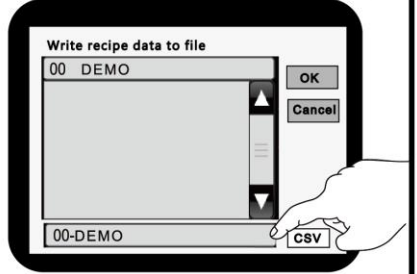 Write recipe data to file
00 DEMO
OK
Cancel
00-DEMO
CSV